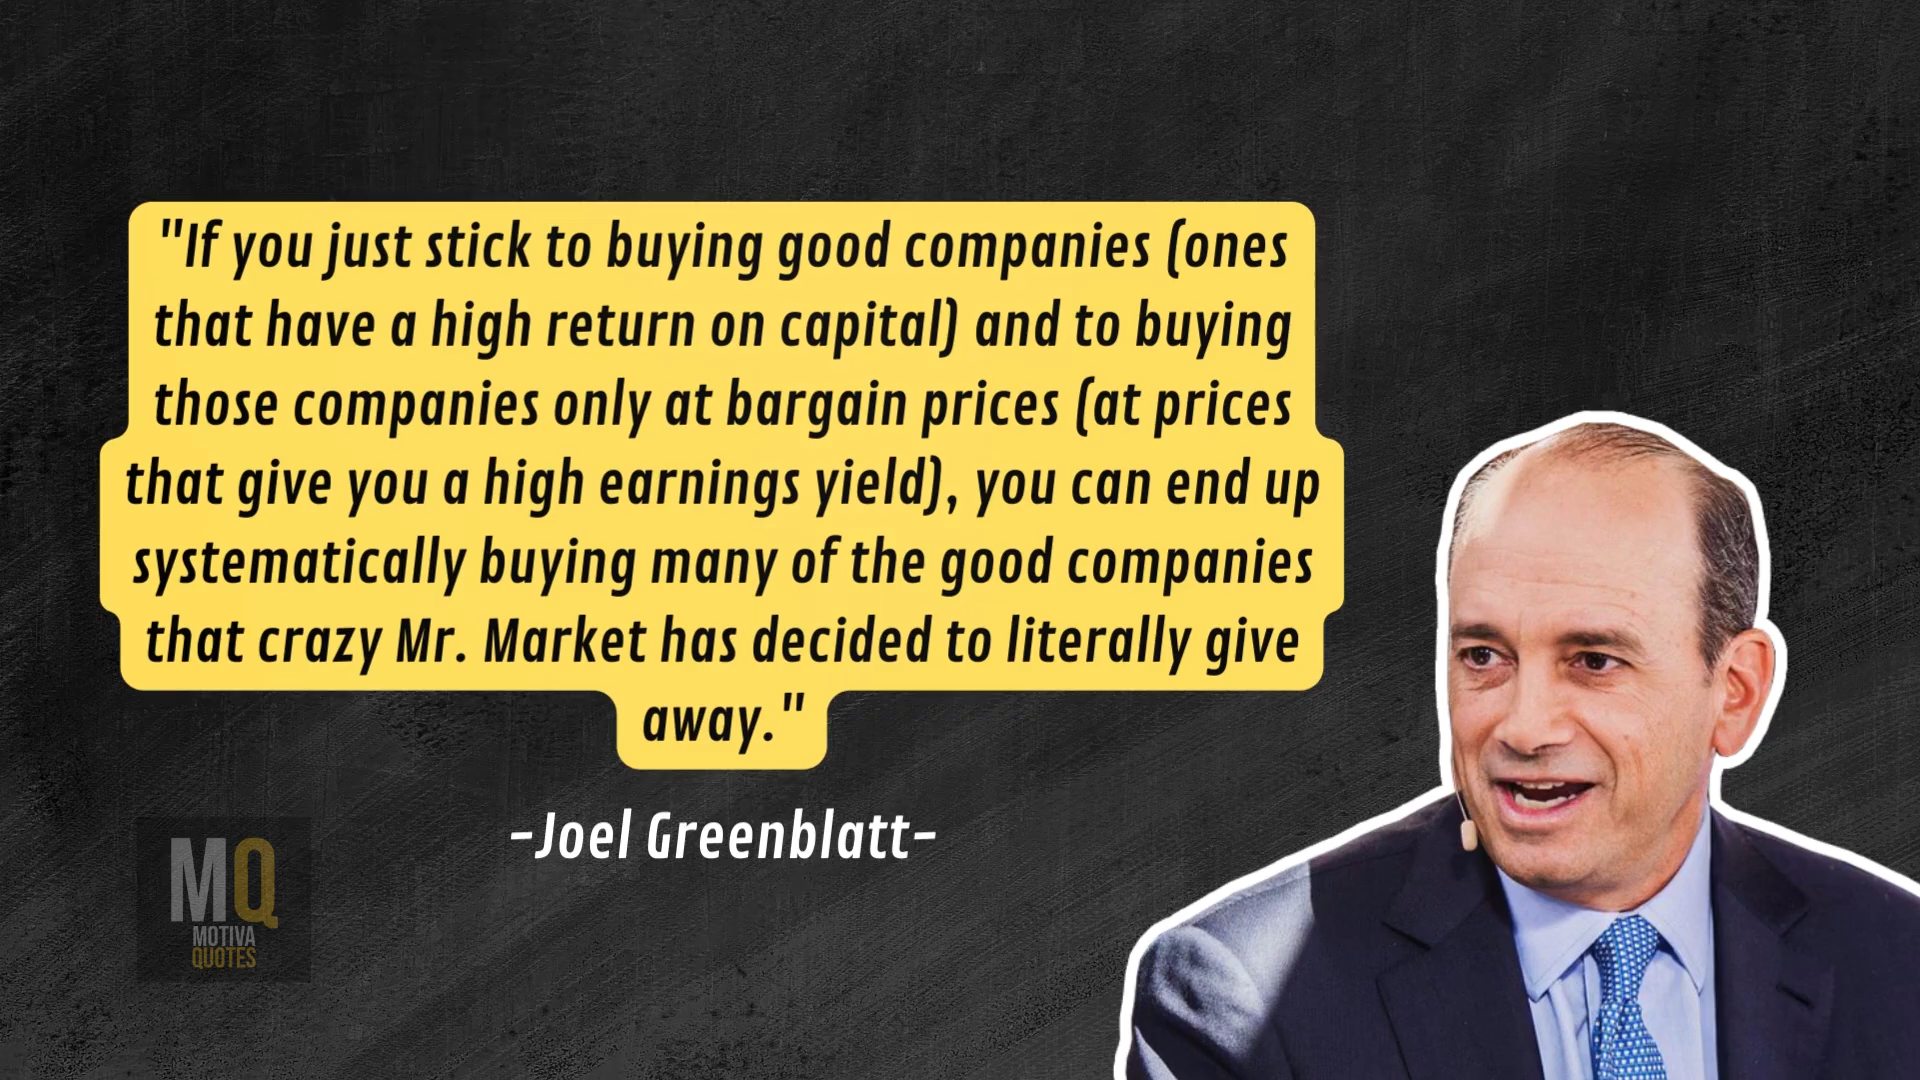 "If you just stick to buying good companies (ones
that have a high return on capital) and to buying
those companies only at bargain prices (at prices
that give you a high earnings yield), you can end up
systematically buying many of the good companies
that crazy Mr. Market has decided to literally give
away."
-Joel Greenblatt-
MQ
MOTIVA
QUOTES